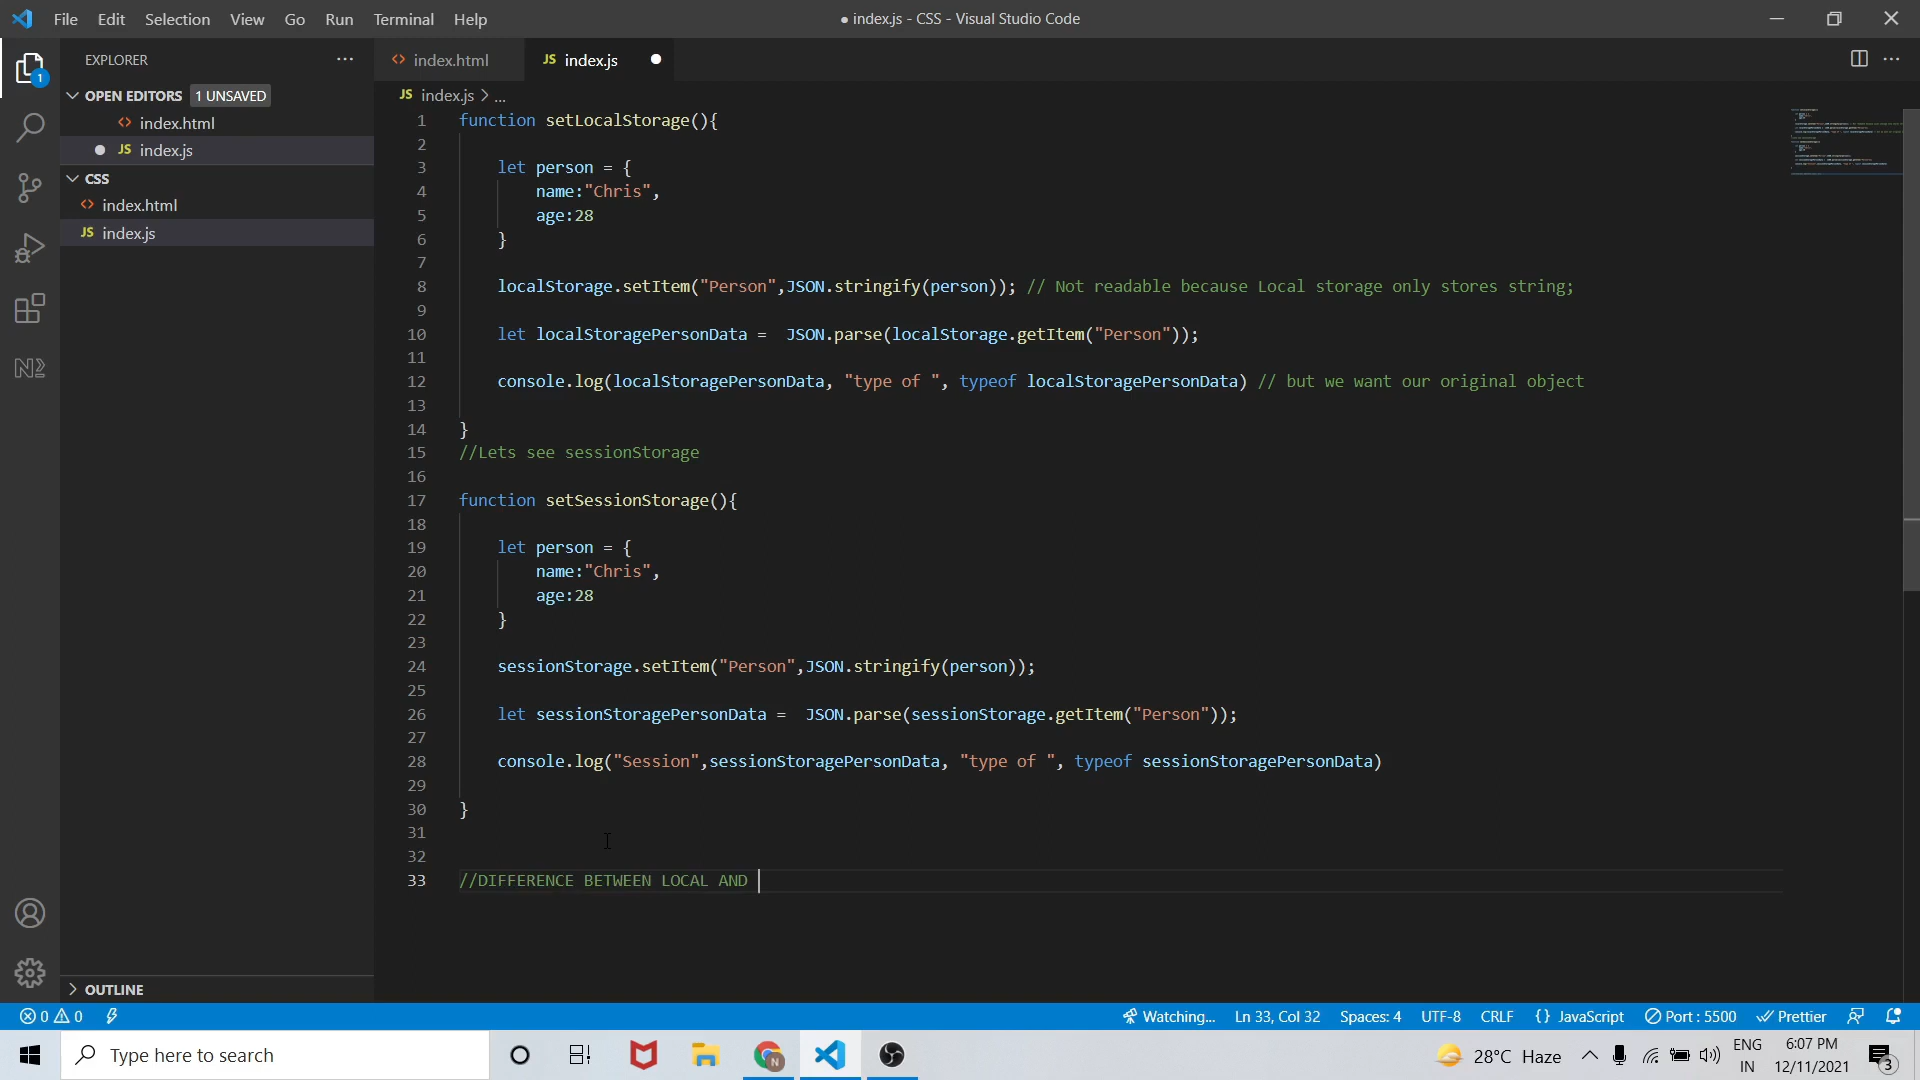 File Edit Selection View Go Run Terminal Help
● index.js - CSS - Visual Studio Code
EXPLORER
OPEN EDITORS 1 UNSAVED
index.html
JS index.js
CSS
index.html
JS index.js
OUTLINE
index.html
JS index.js
JS index.js > ...
1 function setLocalStorage(){
2
3 let person = {
4 name:"Chris",
5 age:28
6 }
7
8 localStorage.setItem("Person",JSON.stringify(person)); // Not readable because Local storage only stores string;
9
10 let localStoragePersonData = JSON.parse(localStorage.getItem("Person"));
11
12 console.log(localStoragePersonData, "type of ", typeof localStoragePersonData) // but we want our original object
13
14 }
15 //Lets see sessionStorage
16
17 function setSessionStorage(){
18
19 let person = {
20 name:"Chris",
21 age:28
22 }
23
24 sessionStorage.setItem("Person",JSON.stringify(person));
25
26 let sessionStoragePersonData = JSON.parse(sessionStorage.getItem("Person"));
27
28 console.log("Session",sessionStoragePersonData, "type of ", typeof sessionStoragePersonData)
29
30 }
31
32
33 //DIFFERENCE BETWEEN LOCAL AND
1
0 0 Watching... Ln 33, Col 32 Spaces: 4 UTF-8 CRLF {} JavaScript Port : 5500 Prettier
Type here to search
N
28°C Haze
ENG
IN
6:07 PM
12/11/2021
3